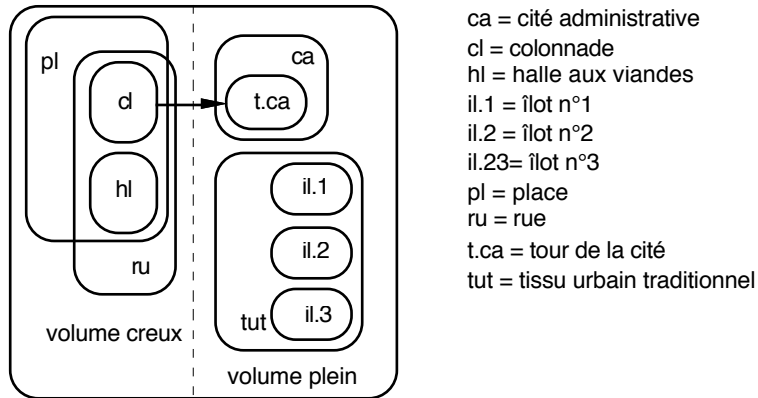 pl
cl
hl
ru
volume creux
ca
t.ca
il.1
il.2
il.3
tut
volume plein
ca = cité administrative
cl = colonnade
hl = halle aux viandes
il.1 = îlot n°1
il.2 = îlot n°2
il.23= îlot n°3
pl = place
ru = rue
t.ca = tour de la cité
tut = tissu urbain traditionnel